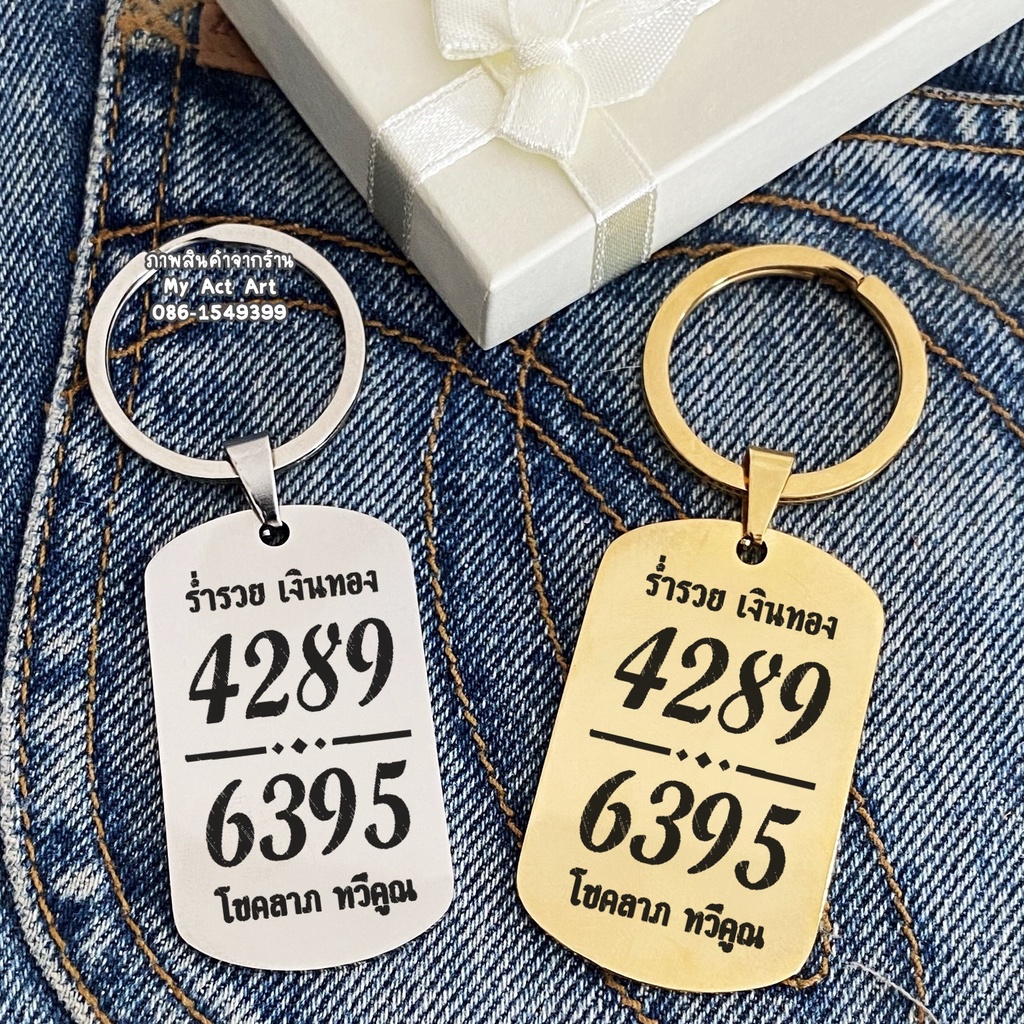 ภาพสินค้าจากร้าน
My Act Art
086-1549399
ร่ำรวย เงินทอง
4289
6395
โชคลาภ ทวีคูณ
ร่ำรวย เงินทอง
4289
6395
โชคลาภ ทวีคูณ